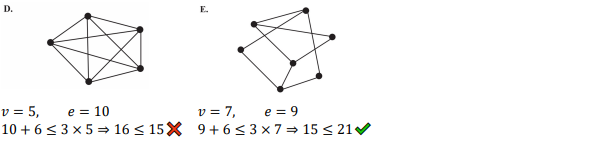 D.
E.
v = 5, e = 10
v = 7, e = 9
10 + 6 ≤ 3 × 5 ⇒ 16 ≤ 15 ❌
9 + 6 ≤ 3 × 7 ⇒ 15 ≤ 21 ✔